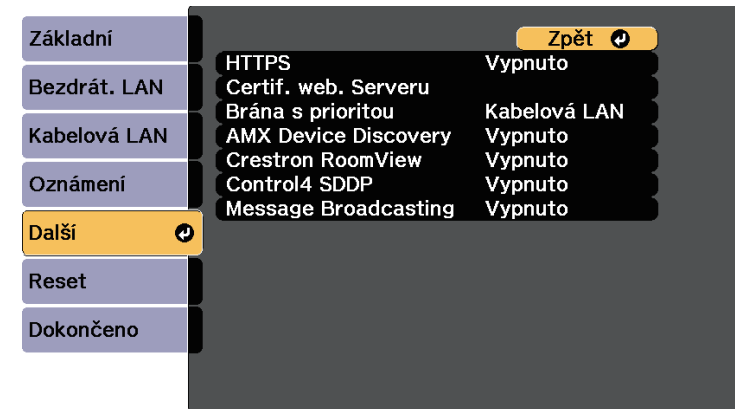 Základní
Bezdrát. LAN
Kabelová LAN
Oznámení
Další
Reset
Dokončeno
Zpět
HTTPS Vypnuto
Certif. web. Serveru
Brána s prioritou Kabelová LAN
AMX Device Discovery Vypnuto
Crestron RoomView Vypnuto
Control4 SDDP Vypnuto
Message Broadcasting Vypnuto